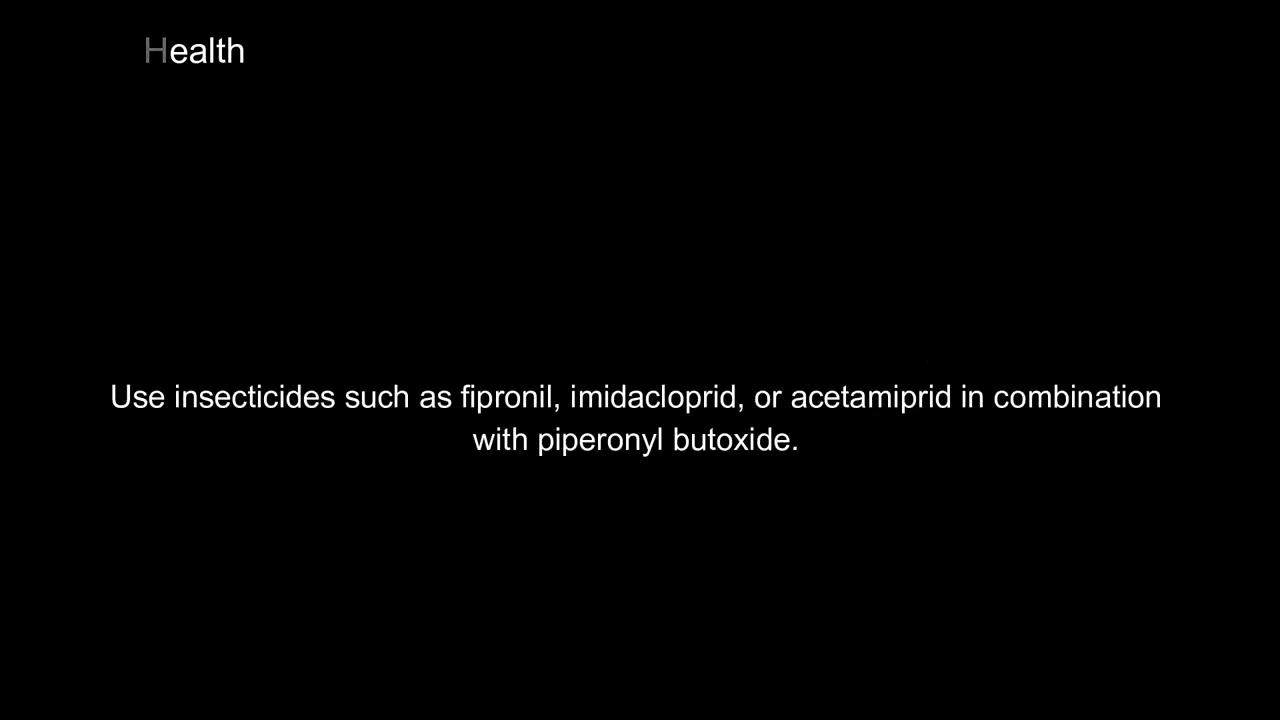 Health
Use insecticides such as fipronil, imidacloprid, or acetamiprid in combination
with piperonyl butoxide.